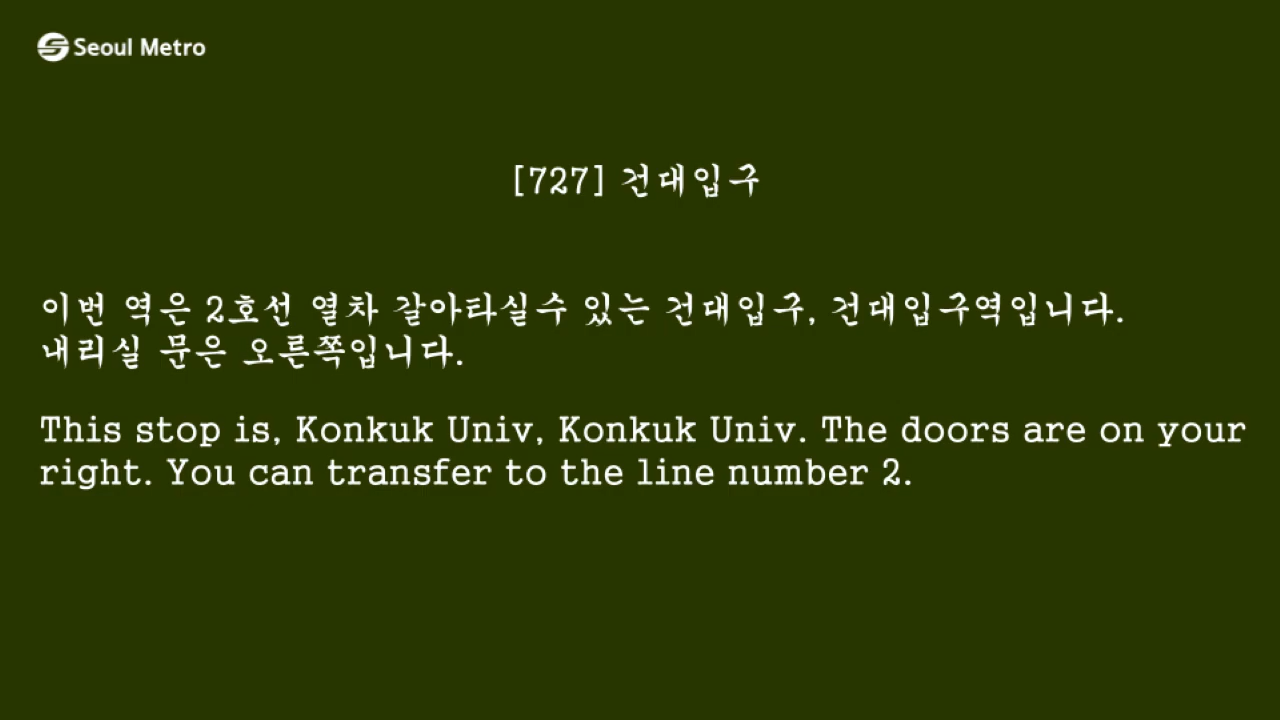 Seoul Metro
[727] 건대입구
이번 역은 2호선 열차 갈아타실수 있는 건대입구, 건대입구역입니다.
내리실 문은 오른쪽입니다.
This stop is, Konkuk Univ, Konkuk Univ. The doors are on your
right. You can transfer to the line number 2.